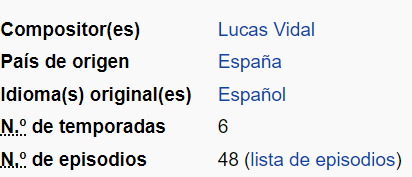 Compositor(es) Lucas Vidal
País de origen España
Idioma(s) original(es) Español
N.º de temporadas 6
N.º de episodios 48 (lista de episodios)